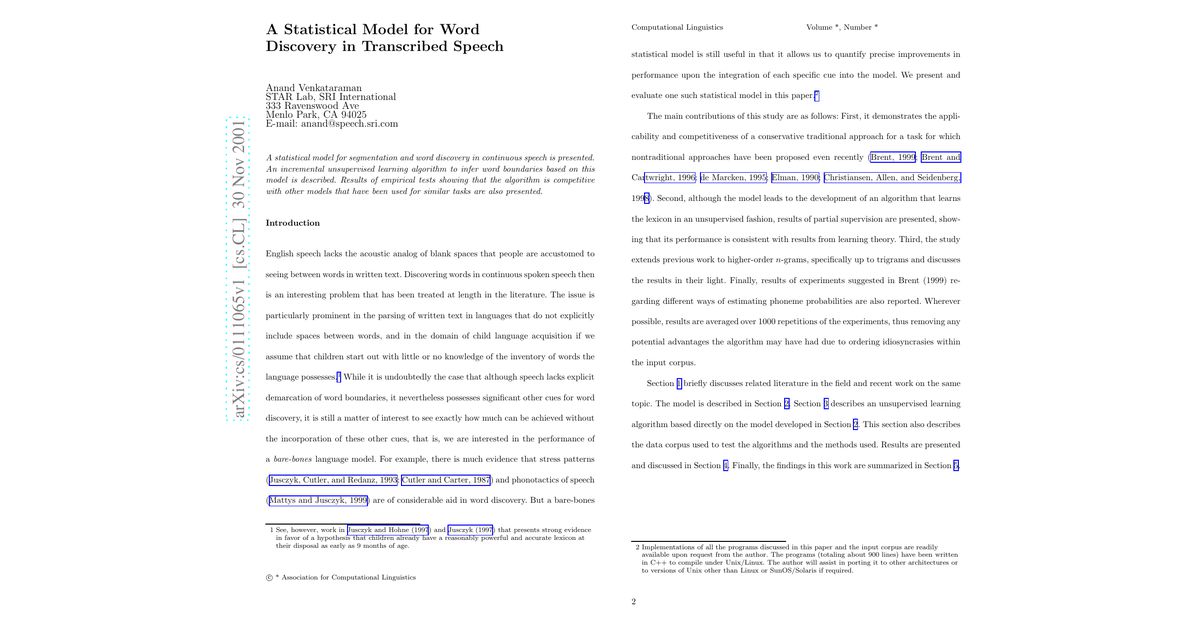 A Statistical Model for Word
Discovery in Transcribed Speech
Anand Venkataraman
STAR Lab, SRI International
333 Ravenswood Ave
Menlo Park, CA 94025
E-mail: anand@speech.sri.com
A statistical model for segmentation and word discovery in continuous speech is presented.
An incremental unsupervised learning algorithm to infer word boundaries based on this
model is described. Results of empirical tests showing that the algorithm is competitive
with other models that have been used for similar tasks are also presented.
Introduction
English speech lacks the acoustic analog of blank spaces that people are accustomed to
seeing between words in written text. Discovering words in continuous spoken speech then
is an interesting problem that has been treated at length in the literature. The issue is
particularly prominent in the parsing of written text in languages that do not explicitly
include spaces between words, and in the domain of child language acquisition if we
assume that children start out with little or no knowledge of the inventory of words the
language possesses.1 While it is undoubtedly the case that although speech lacks explicit
demarcation of word boundaries, it nevertheless possesses significant other cues for word
discovery, it is still a matter of interest to see exactly how much can be achieved without
the incorporation of these other cues, that is, we are interested in the performance of
a bare-bones language model. For example, there is much evidence that stress patterns
(Jusczyk, Cutler, and Redanz, 1993; Cutler and Carter, 1987) and phonotactics of speech
(Mattys and Jusczyk, 1999) are of considerable aid in word discovery. But a bare-bones
1 See, however, work in Jusczyk and Hohne (1997) and Jusczyk (1997) that presents strong evidence
in favor of a hypothesis that children already have a reasonably powerful and accurate lexicon at
their disposal as early as 9 months of age.
© * Association for Computational Linguistics
arXiv:cs/0111065v1 [cs.CL] 30 Nov 2001
Computational Linguistics Volume *, Number *
statistical model is still useful in that it allows us to quantify precise improvements in
performance upon the integration of each specific cue into the model. We present and
evaluate one such statistical model in this paper.2
The main contributions of this study are as follows: First, it demonstrates the appli-
cability and competitiveness of a conservative traditional approach for a task for which
nontraditional approaches have been proposed even recently (Brent, 1999; Brent and
Cartwright, 1996; de Marcken, 1995; Elman, 1990; Christiansen, Allen, and Seidenberg,
1998). Second, although the model leads to the development of an algorithm that learns
the lexicon in an unsupervised fashion, results of partial supervision are presented, show-
ing that its performance is consistent with results from learning theory. Third, the study
extends previous work to higher-order n-grams, specifically up to trigrams and discusses
the results in their light. Finally, results of experiments suggested in Brent (1999) re-
garding different ways of estimating phoneme probabilities are also reported. Wherever
possible, results are averaged over 1000 repetitions of the experiments, thus removing any
potential advantages the algorithm may have had due to ordering idiosyncrasies within
the input corpus.
Section 1 briefly discusses related literature in the field and recent work on the same
topic. The model is described in Section 2. Section 3 describes an unsupervised learning
algorithm based directly on the model developed in Section 2. This section also describes
the data corpus used to test the algorithms and the methods used. Results are presented
and discussed in Section 4. Finally, the findings in this work are summarized in Section 5.
2 Implementations of all the programs discussed in this paper and the input corpus are readily
available upon request from the author. The programs (totaling about 900 lines) have been written
in C++ to compile under Unix/Linux. The author will assist in porting it to other architectures or
to versions of Unix other than Linux or SunOS/Solaris if required.
2